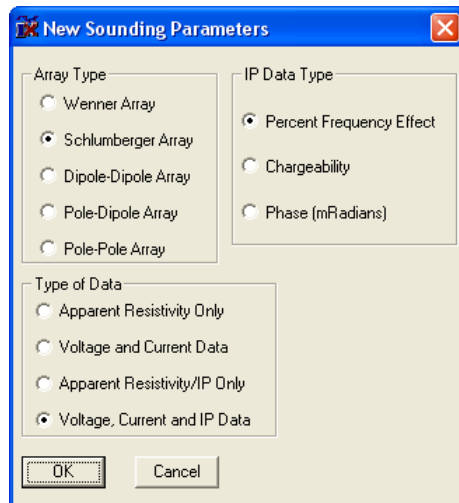 New Sounding Parameters
Array Type
Wenner Array
Schlumberger Array
Dipole-Dipole Array
Pole-Dipole Array
Pole-Pole Array
IP Data Type
Percent Frequency Effect
Chargeability
Phase (mRadians)
Type of Data
Apparent Resistivity Only
Voltage and Current Data
Apparent Resistivity/IP Only
Voltage, Current and IP Data
OK
Cancel